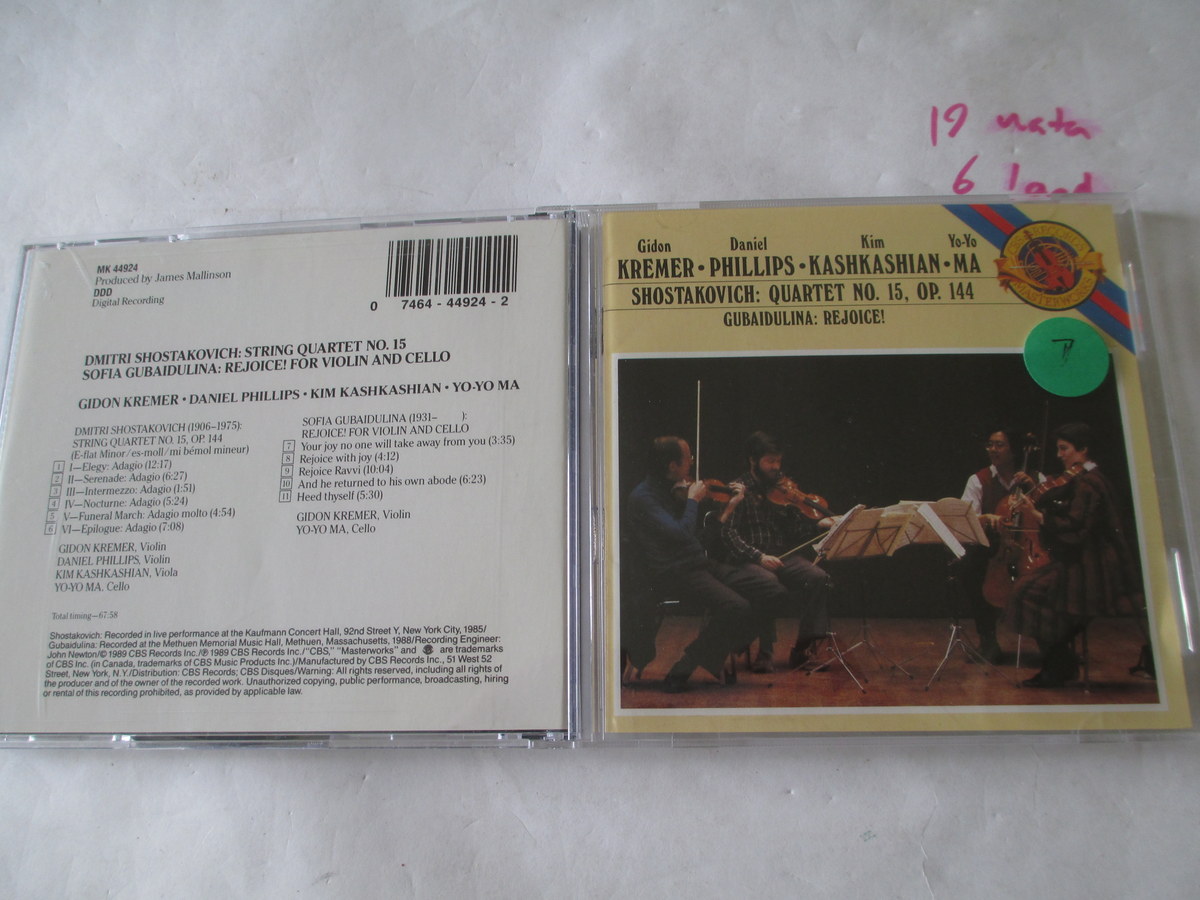 19 mata
6 land
MK 44924
Produced by James Mallinson
DDD
Digital Recording
0 7464 - 44924 - 2
DMITRI SHOSTAKOVICH: STRING QUARTET NO. 15
SOFIA GUBAIDULINA: REJOICE! FOR VIOLIN AND CELLO
GIDON KREMER • DANIEL PHILLIPS • KIM KASHKASHIAN • YO-YO MA
DMITRI SHOSTAKOVICH (1906–1975):
STRING QUARTET NO. 15, OP. 144
(E-flat Minor/es-moll/mi bémol mineur)
1 I—Elegy: Adagio (12:17)
2 II—Serenade: Adagio (6:27)
3 III—Intermezzo: Adagio (1:51)
4 IV—Nocturne: Adagio (5:24)
5 V—Funeral March: Adagio molto (4:54)
6 VI—Epilogue: Adagio (7:08)
GIDON KREMER, Violin
DANIEL PHILLIPS, Violin
KIM KASHKASHIAN, Viola
YO-YO MA, Cello
SOFIA GUBAIDULINA (1931– ):
REJOICE! FOR VIOLIN AND CELLO
7 Your joy no one will take away from you (3:35)
8 Rejoice with joy (4:12)
9 Rejoice Ravvi (10:04)
10 And he returned to his own abode (6:23)
11 Heed thyself (5:30)
GIDON KREMER, Violin
YO-YO MA, Cello
Total timing—67:58
Shostakovich: Recorded in live performance at the Kaufmann Concert Hall, 92nd Street Y, New York City, 1985/
Gubaidulina: Recorded at the Methuen Memorial Music Hall, Methuen, Massachusetts, 1988/Recording Engineer:
John Newton/© 1989 CBS Records Inc./℗ 1989 CBS Records Inc./"CBS," "Masterworks" and are trademarks
of CBS Inc. (in Canada, trademarks of CBS Music Products Inc.)/Manufactured by CBS Records Inc., 51 West 52
Street, New York, N.Y./Distribution: CBS Records; CBS Disques/Warning: All rights reserved, including all rights of
the producer and of the owner of the recorded work. Unauthorized copying, public performance, broadcasting, hiring
or rental of this recording prohibited, as provided by applicable law.
Gidon Daniel Kim Yo-Yo
KREMER • PHILLIPS • KASHKASHIAN • MA
SHOSTAKOVICH: QUARTET NO. 15, OP. 144
GUBAIDULINA: REJOICE!
CBS RECORDS
MASTERWORKS